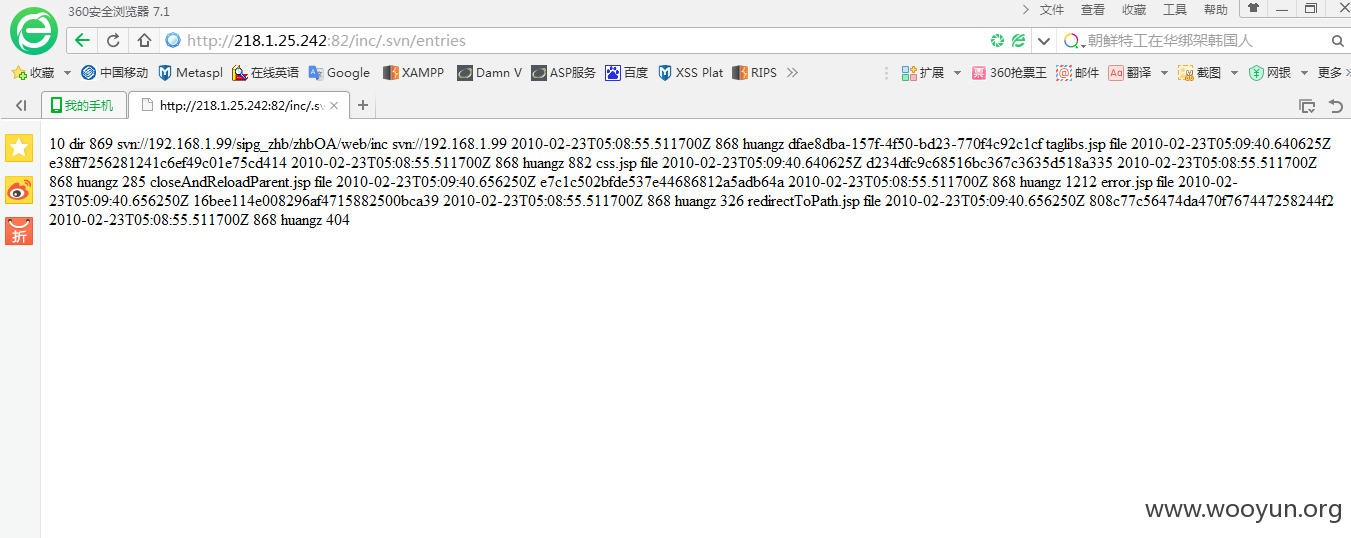 360安全浏览器 7.1
文件 查看 收藏 工具 帮助
http://218.1.25.242:82/inc/.svn/entries
朝鲜特工在华绑架韩国人
收藏 中国移动 Metaspl 在线英语 Google XAMPP Damn V ASP服务 百度 XSS Plat RIPS 扩展 360抢票王 邮件 翻译 截图 网银 更多
我的手机 http://218.1.25.242:82/inc/.sv
10 dir 869 svn://192.168.1.99/sipg_zhb/zhbOA/web/inc svn://192.168.1.99 2010-02-23T05:08:55.511700Z 868 huangz dfae8dba-157f-4f50-bd23-770f4c92c1cf taglibs.jsp file 2010-02-23T05:09:40.640625Z
e38ff7256281241c6ef49c01e75cd414 2010-02-23T05:08:55.511700Z 868 huangz 882 css.jsp file 2010-02-23T05:09:40.640625Z d234dfc9c68516bc367c3635d518a335 2010-02-23T05:08:55.511700Z
868 huangz 285 closeAndReloadParent.jsp file 2010-02-23T05:09:40.656250Z e7c1c502bfde537e44686812a5adb64a 2010-02-23T05:08:55.511700Z 868 huangz 1212 error.jsp file 2010-02-
23T05:09:40.656250Z 16bee114e008296af4715882500bca39 2010-02-23T05:08:55.511700Z 868 huangz 326 redirectToPath.jsp file 2010-02-23T05:09:40.656250Z 808c77c56474da470f767447258244f2
2010-02-23T05:08:55.511700Z 868 huangz 404
折
www.wooyun.org